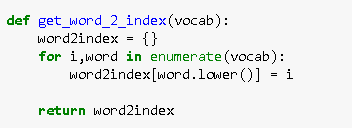 def get_word_2_index(vocab):
    word2index = {}
    for i,word in enumerate(vocab):
        word2index[word.lower()] = i
    return word2index